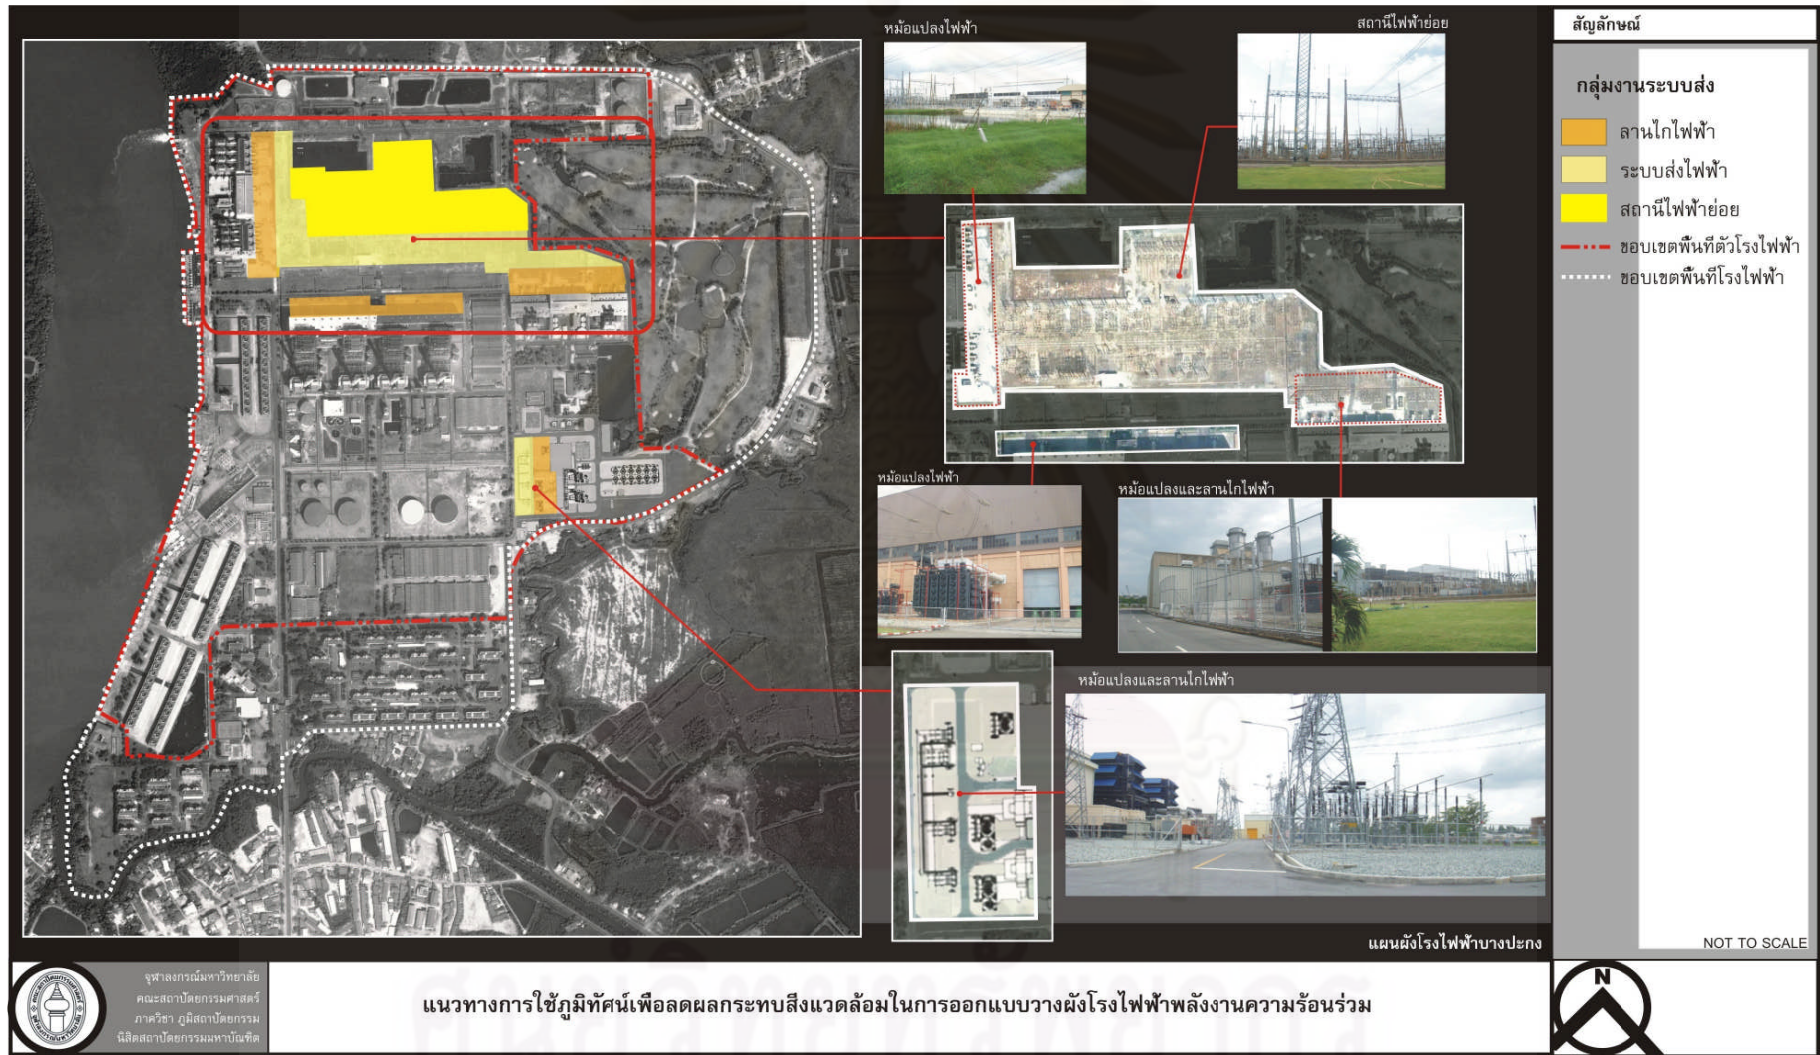 หม้อแปลงไฟฟ้า
สถานีไฟฟ้าย่อย
สัญลักษณ์
กลุ่มงานระบบส่ง
ลานไกไฟฟ้า
ระบบส่งไฟฟ้า
สถานีไฟฟ้าย่อย
ขอบเขตพื้นที่ตัวโรงไฟฟ้า
ขอบเขตพื้นที่โรงไฟฟ้า
หม้อแปลงไฟฟ้า
หม้อแปลงและลานไกไฟฟ้า
หม้อแปลงและลานไกไฟฟ้า
แผนผังโรงไฟฟ้าบางปะกง
NOT TO SCALE
จุฬาลงกรณ์มหาวิทยาลัย
คณะสถาปัตยกรรมศาสตร์
ภาควิชา ภูมิสถาปัตยกรรม
นิสิตสถาปัตยกรรมมหาบัณฑิต
แนวทางการใช้ภูมิทัศน์เพื่อลดผลกระทบสิ่งแวดล้อมในการออกแบบวางผังโรงไฟฟ้าพลังงานความร้อนร่วม
N